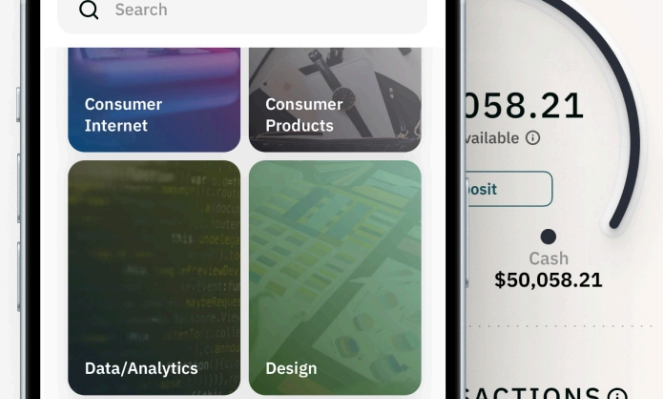 Search
Consumer
Internet
Consumer
Products
Data/Analytics
Design
058.21
vailable
osit
Cash
$50,058.21
SACTIONS